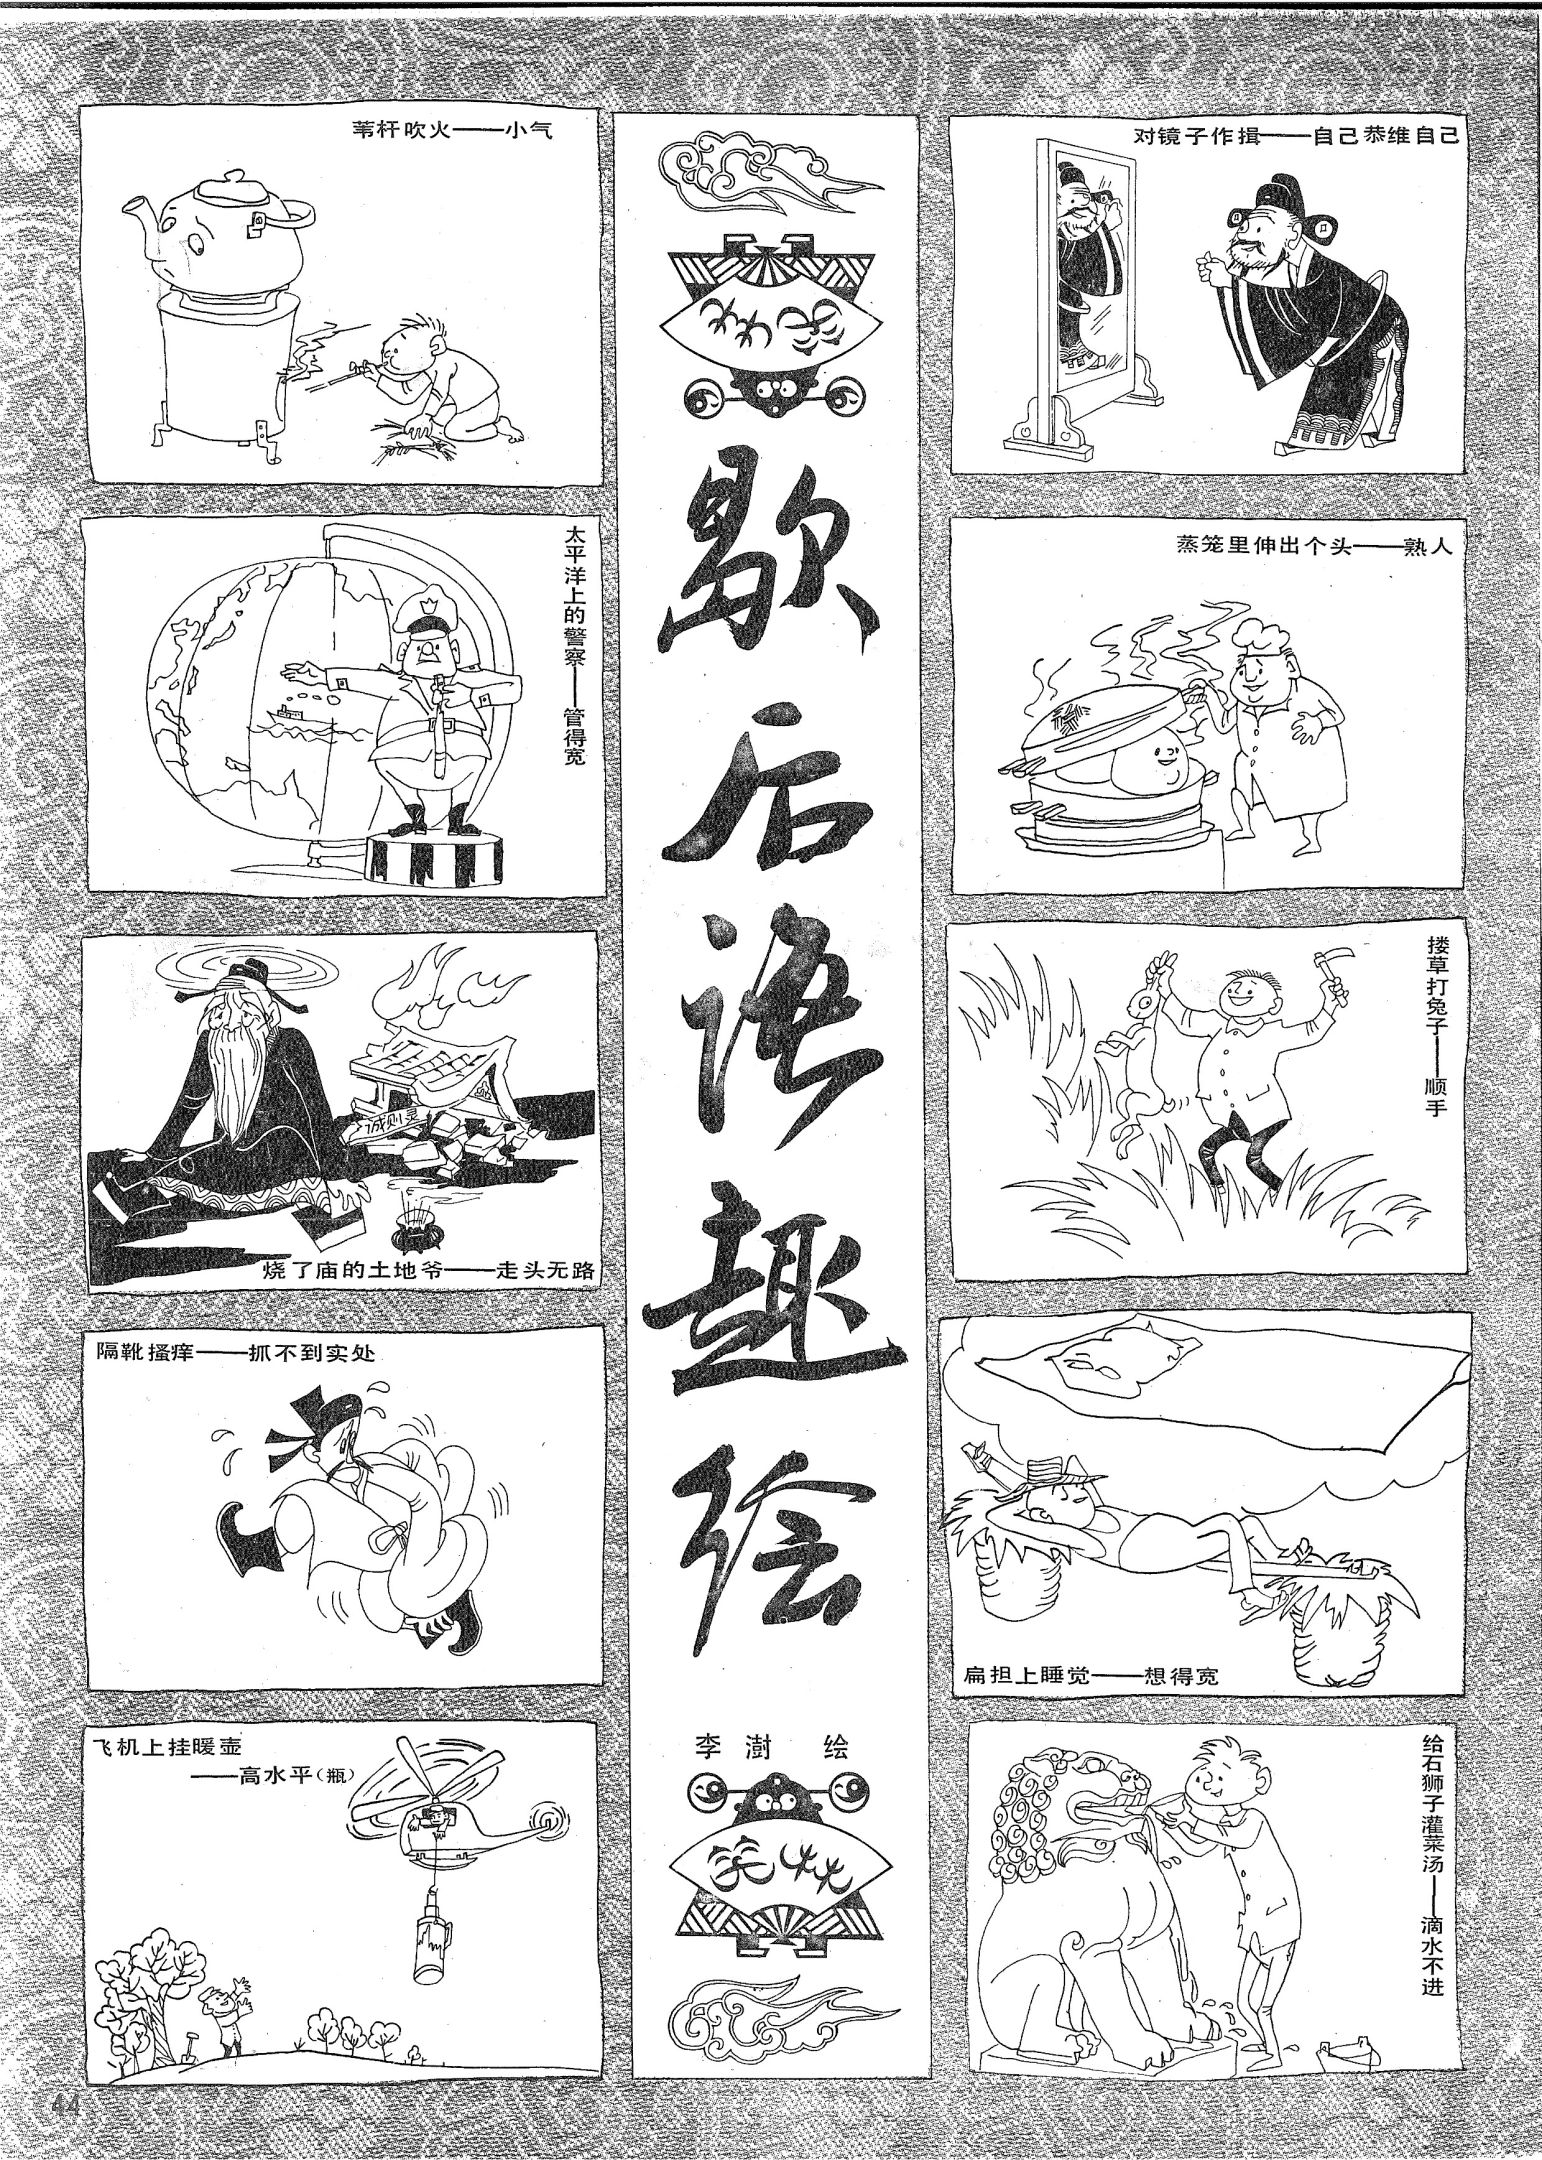 苇杆吹火——小气
太平洋上的警察——管得宽
诚则灵
烧了庙的土地爷——走头无路
隔靴搔痒——抓不到实处
飞机上挂暖壶
——高水平（瓶）
笑林
歇后语趣绘
李澍 绘
笑林
对镜子作揖——自己恭维自己
蒸笼里伸出个头——熟人
搂草打兔子——顺手
扁担上睡觉——想得宽
给石狮子灌菜汤——滴水不进
44